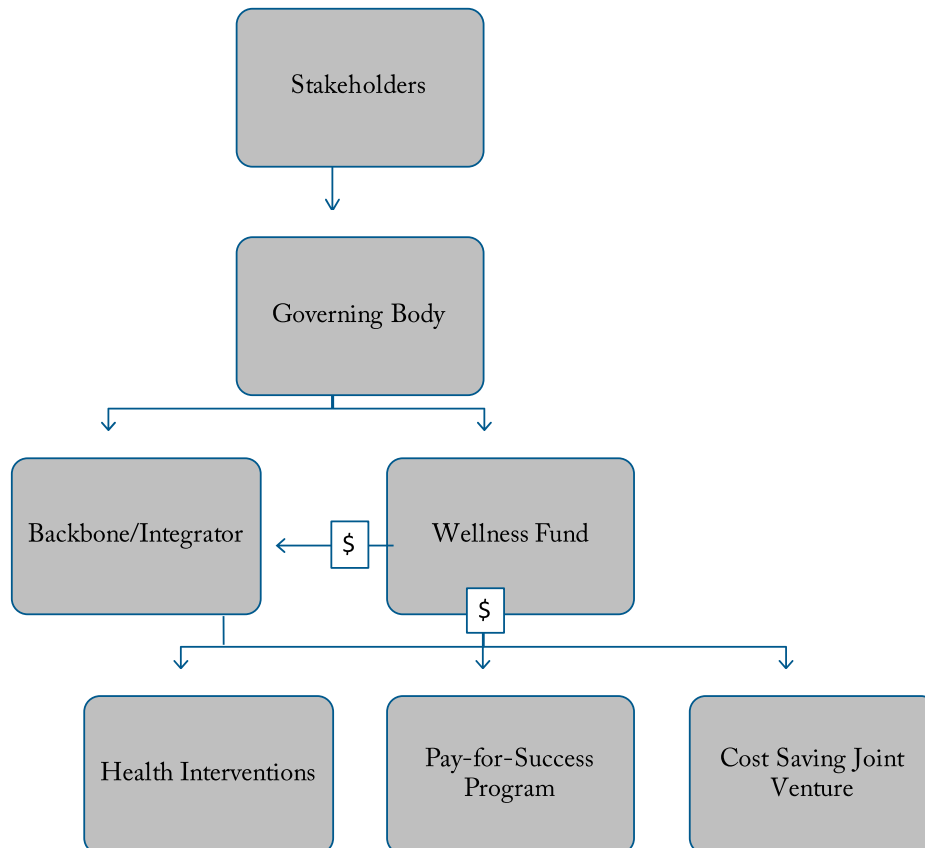 Stakeholders
Governing Body
Backbone/Integrator
$
Wellness Fund
$
Health Interventions
Pay-for-Success
Program
Cost Saving Joint
Venture